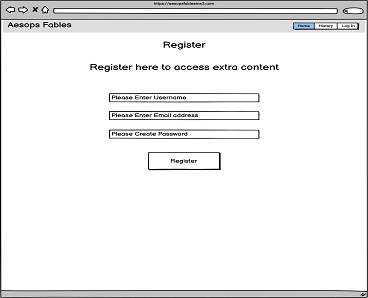 https://aesopsfablesms3.com
Aesops Fables
Home History Log In
Register
Register here to access extra content
Please Enter Username
Please Enter Email address
Please Create Password
Register